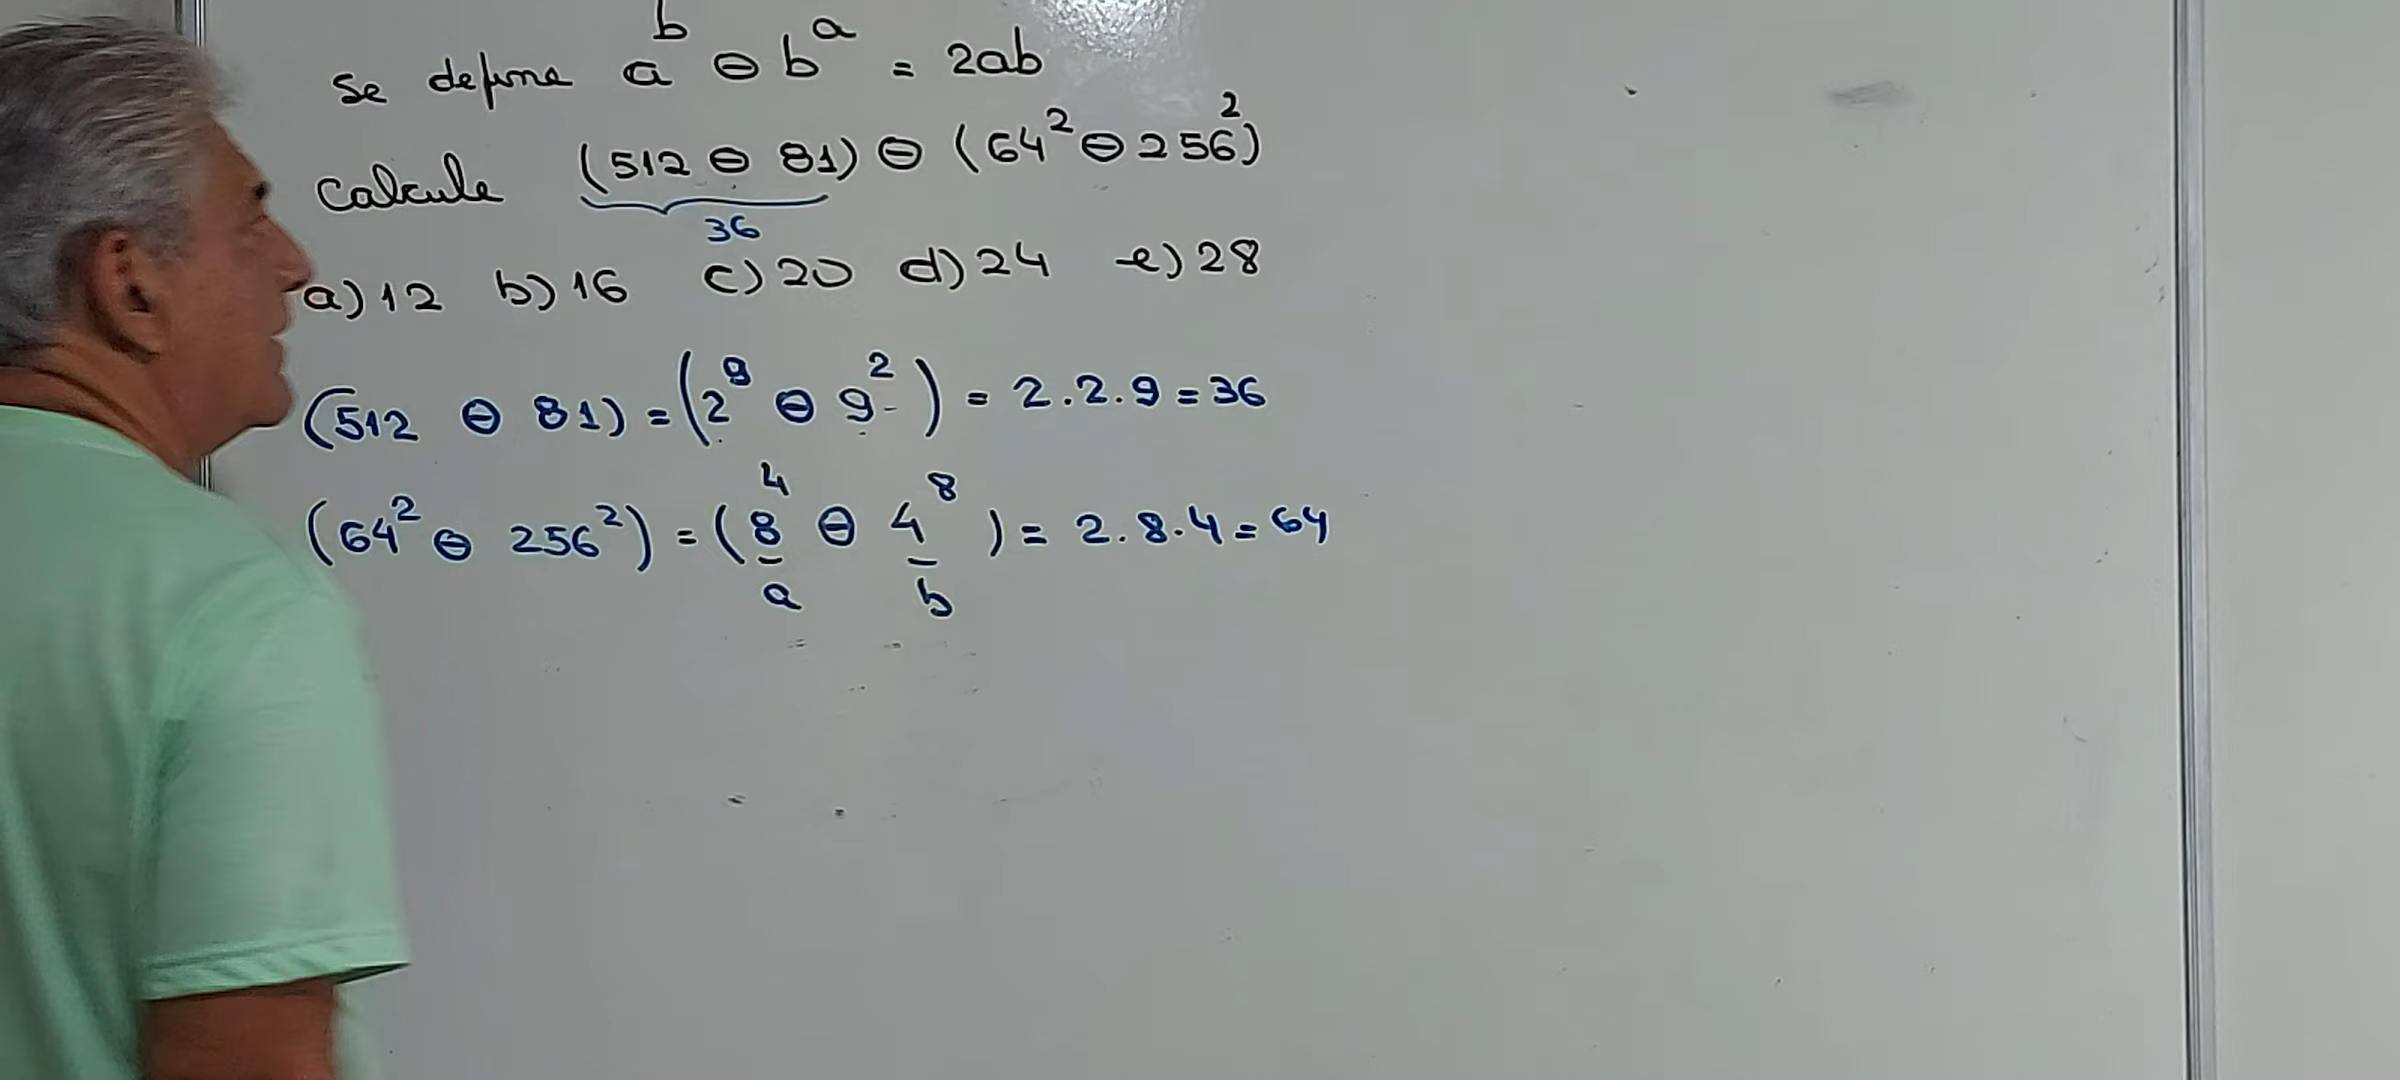 Se define a^b ⊖ b^a = 2ab
Calcule (512 ⊖ 81) ⊖ (64² ⊖ 256²)
36
a) 12 b) 16 c) 20 d) 24 e) 28
(512 ⊖ 81) = (2⁹ ⊖ 9²) = 2.2.9 = 36
(64² ⊖ 256²) = (8⁴ ⊖ 4⁸) = 2.8.4 = 64
a b